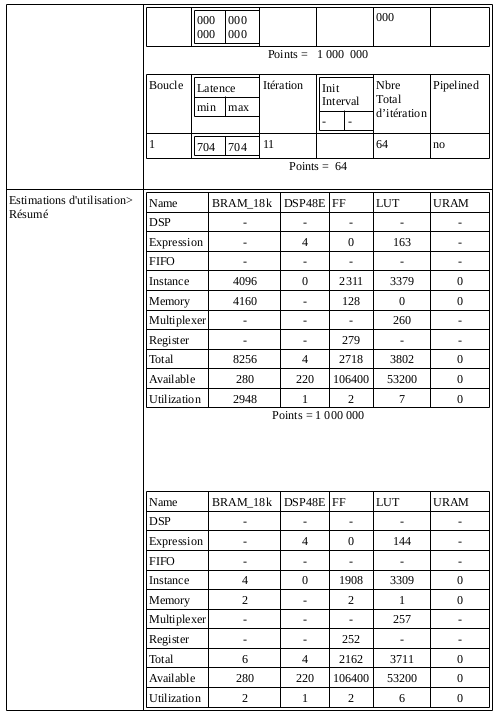 000 000 000
000 000
Points = 1 000 000
Boucle Latence Itération Init Nbre Pipelined
min max Interval Total
- - d’itération
1 704 704 11 64 no
Points = 64
Estimations d'utilisation>
Résumé
Name BRAM_18k DSP48E FF LUT URAM
DSP - - - - -
Expression - 4 0 163 -
FIFO - - - - -
Instance 4096 0 2311 3379 0
Memory 4160 - 128 0 0
Multiplexer - - - 260 -
Register - - 279 - -
Total 8256 4 2718 3802 0
Available 280 220 106400 53200 0
Utilization 2948 1 2 7 0
Points = 1 000 000
Name BRAM_18k DSP48E FF LUT URAM
DSP - - - - -
Expression - 4 0 144 -
FIFO - - - - -
Instance 4 0 1908 3309 0
Memory 2 - 2 1 0
Multiplexer - - - 257 -
Register - - 252 - -
Total 6 4 2162 3711 0
Available 280 220 106400 53200 0
Utilization 2 1 2 6 0